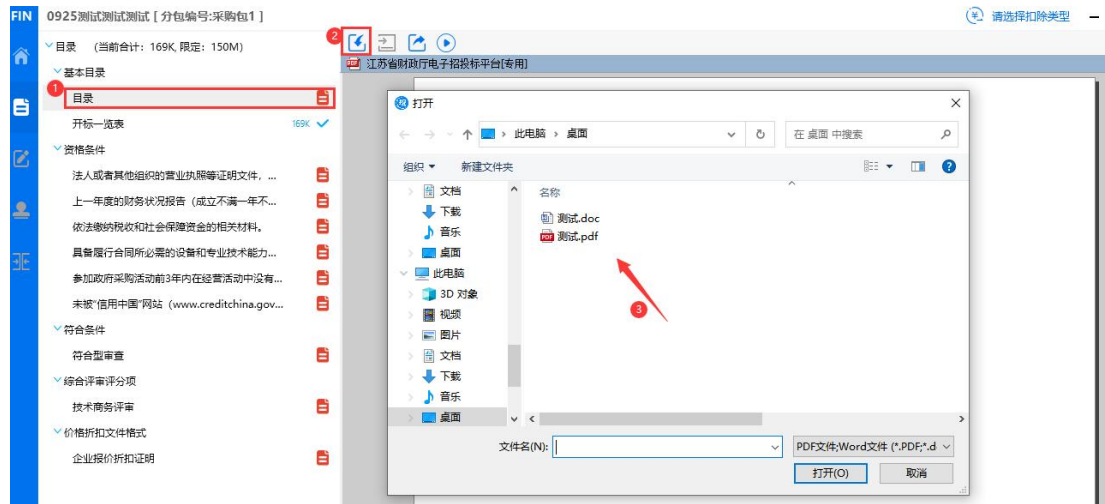 FIN 0925测试测试测试 [ 分包编号:采购包1 ] 请选择扣除类型
目录 (当前合计: 169K, 限定: 150M)
基本目录
1
目录
开标一览表 169K
资格条件
法人或者其他组织的营业执照等证明文件, ...
上一年度的财务状况报告 (成立不满一年不...
依法缴纳税收和社会保障资金的相关材料。
具备履行合同所必需的设备和专业技术能力...
参加政府采购活动前3年内在经营活动中没有...
未被"信用中国"网站 (www.creditchina.gov...
符合条件
符合型审查
综合评审评分项
技术商务评审
价格折扣文件格式
企业报价折扣证明
2
江苏省财政厅电子招投标平台[专用]
打开
此电脑 › 桌面
在 桌面 中搜索
组织 新建文件夹
文档
下载
音乐
桌面
此电脑
3D 对象
视频
图片
文档
下载
音乐
桌面
名称
测试.doc
测试.pdf
3
文件名(N):
PDF文件;Word文件 (*.PDF;*.d
打开(O) 取消